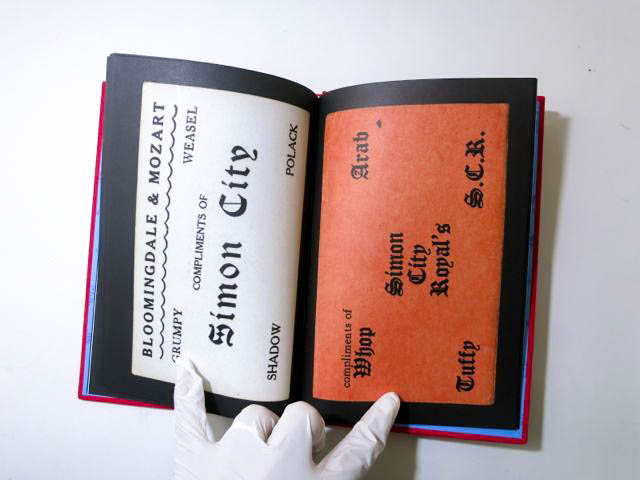 BLOOMINGDALE & MOZART
GRUMPY WEASEL
COMPLIMENTS OF
Simon City
SHADOW POLACK
compliments of
Whop Arab
Simon
City
Royal's
Tuffy S.C.R.